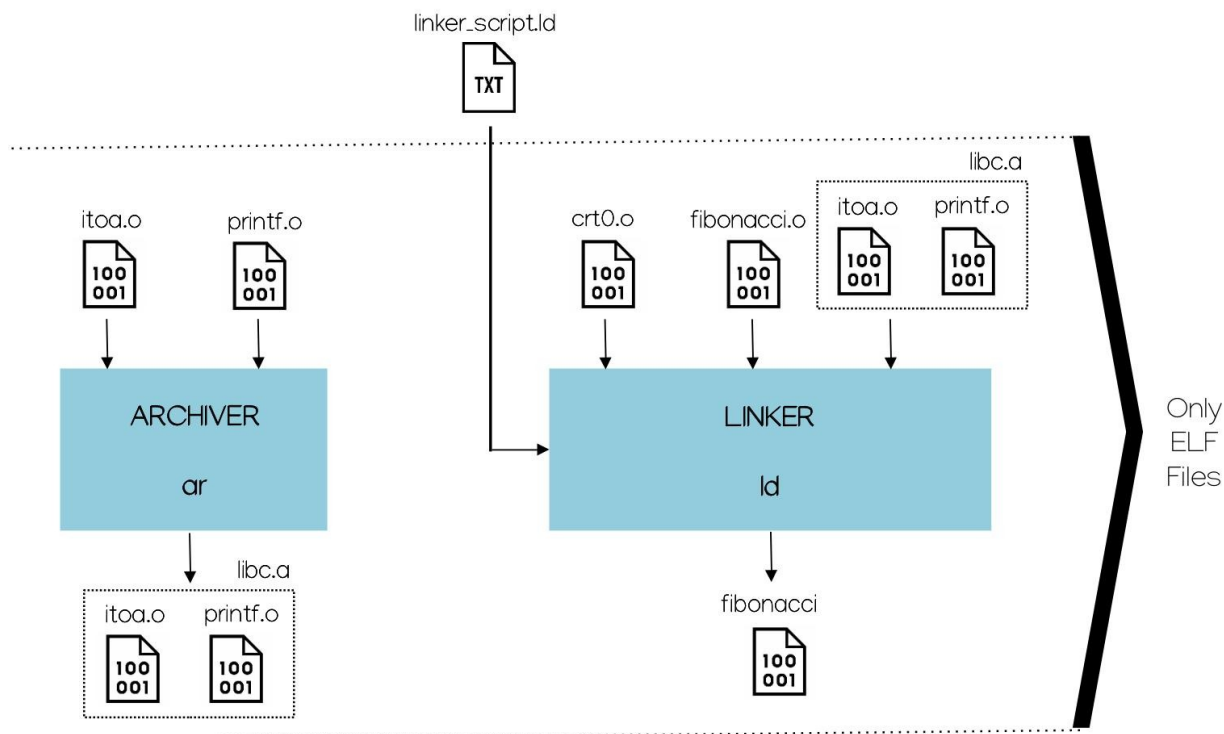 linker_script.ld
TXT
libc.a
itoa.o
printf.o
crt0.o
fibonacci.o
itoa.o
printf.o
100
001
100
001
100
001
100
001
100
001
100
001
ARCHIVER
ar
LINKER
ld
Only
ELF
Files
libc.a
itoa.o
printf.o
100
001
100
001
fibonacci
100
001